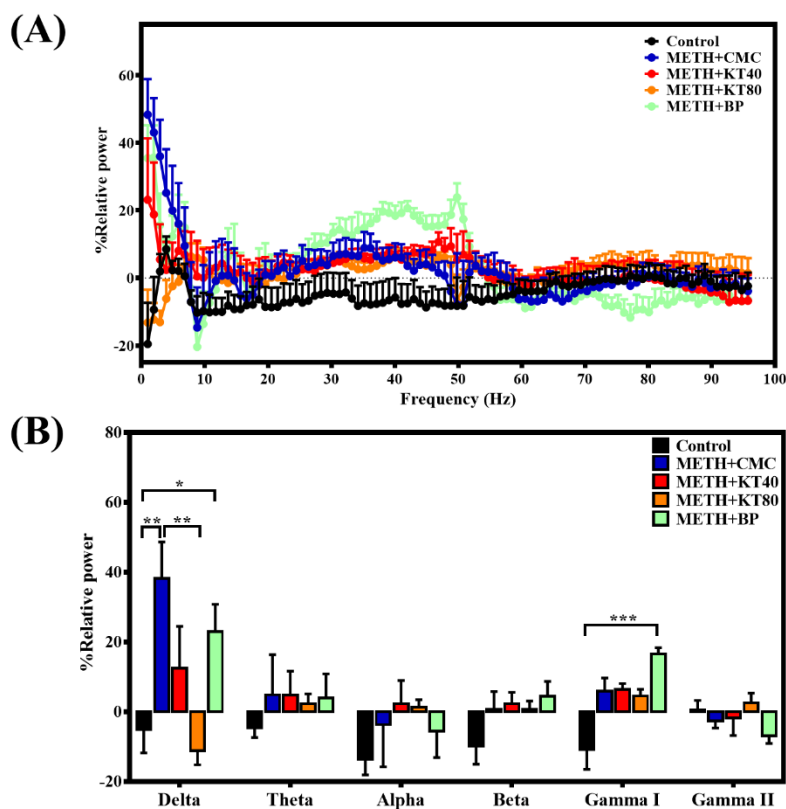 (A)
Control
METH+CMC
METH+KT40
METH+KT80
METH+BP
%Relative power
60
40
20
0
-20
0 10 20 30 40 50 60 70 80 90 100
Frequency (Hz)
(B)
Control
METH+CMC
METH+KT40
METH+KT80
METH+BP
%Relative power
80
60
40
20
0
-20
*
** **
***
Delta Theta Alpha Beta Gamma I Gamma II